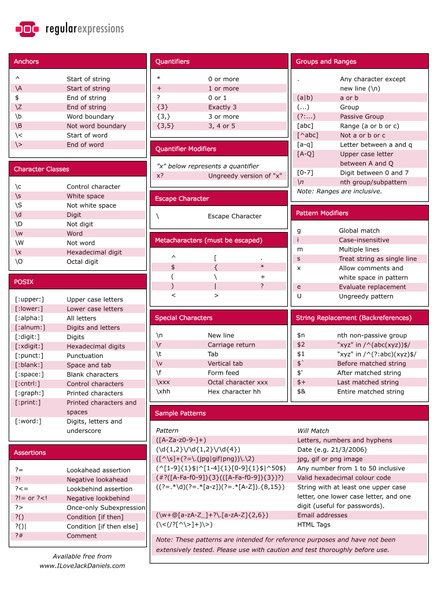 regularexpressions
Anchors
^ Start of string
\A Start of string
$ End of string
\Z End of string
\b Word boundary
\B Not word boundary
\< Start of word
\> End of word
Character Classes
\c Control character
\s White space
\S Not white space
\d Digit
\D Not digit
\w Word
\W Not word
\x Hexadecimal digit
\O Octal digit
POSIX
[:upper:] Upper case letters
[:lower:] Lower case letters
[:alpha:] All letters
[:alnum:] Digits and letters
[:digit:] Digits
[:xdigit:] Hexadecimal digits
[:punct:] Punctuation
[:blank:] Space and tab
[:space:] Blank characters
[:cntrl:] Control characters
[:graph:] Printed characters
[:print:] Printed characters and
spaces
[:word:] Digits, letters and
underscore
Assertions
?= Lookahead assertion
?! Negative lookahead
?<= Lookbehind assertion
?!= or ?<! Negative lookbehind
?> Once-only Subexpression
?() Condition [if then]
?()| Condition [if then else]
?# Comment
Available free from
www.ILoveJackDaniels.com
Quantifiers
* 0 or more
+ 1 or more
? 0 or 1
{3} Exactly 3
{3,} 3 or more
{3,5} 3, 4 or 5
Quantifier Modifiers
"x" below represents a quantifier
x? Ungreedy version of "x"
Escape Character
\ Escape Character
Metacharacters (must be escaped)
^ [ .
$ { *
( \ +
) | ?
< >
Special Characters
\n New line
\r Carriage return
\t Tab
\v Vertical tab
\f Form feed
\xxx Octal character xxx
\xhh Hex character hh
Groups and Ranges
. Any character except
new line (\n)
(a|b) a or b
(...) Group
(?:...) Passive Group
[abc] Range (a or b or c)
[^abc] Not a or b or c
[a-q] Letter between a and q
[A-Q] Upper case letter
between A and Q
[0-7] Digit between 0 and 7
\n nth group/subpattern
Note: Ranges are inclusive.
Pattern Modifiers
g Global match
i Case-insensitive
m Multiple lines
s Treat string as single line
x Allow comments and
white space in pattern
e Evaluate replacement
U Ungreedy pattern
String Replacement (Backreferences)
$n nth non-passive group
$2 "xyz" in /^(abc(xyz))$/
$1 "xyz" in /^(?:abc)(xyz)$/
$` Before matched string
$' After matched string
$+ Last matched string
$& Entire matched string
Sample Patterns
Pattern Will Match
([A-Za-z0-9-]+) Letters, numbers and hyphens
(\d{1,2}\/\d{1,2}\/\d{4}) Date (e.g. 21/3/2006)
([^\s]+(?=\.(jpg|gif|png))\.\2) jpg, gif or png image
(^[1-9]{1}$|^[1-4]{1}[0-9]{1}$|^50$) Any number from 1 to 50 inclusive
(#?([A-Fa-f0-9]){3}(([A-Fa-f0-9]){3})?) Valid hexadecimal colour code
((?=.*\d)(?=.*[a-z])(?=.*[A-Z]).{8,15}) String with at least one upper case
letter, one lower case letter, and one
digit (useful for passwords).
(\w+@[a-zA-Z_]+?\.[a-zA-Z]{2,6}) Email addresses
(\<(/?[^\>]+)\>) HTML Tags
Note: These patterns are intended for reference purposes and have not been
extensively tested. Please use with caution and test thoroughly before use.